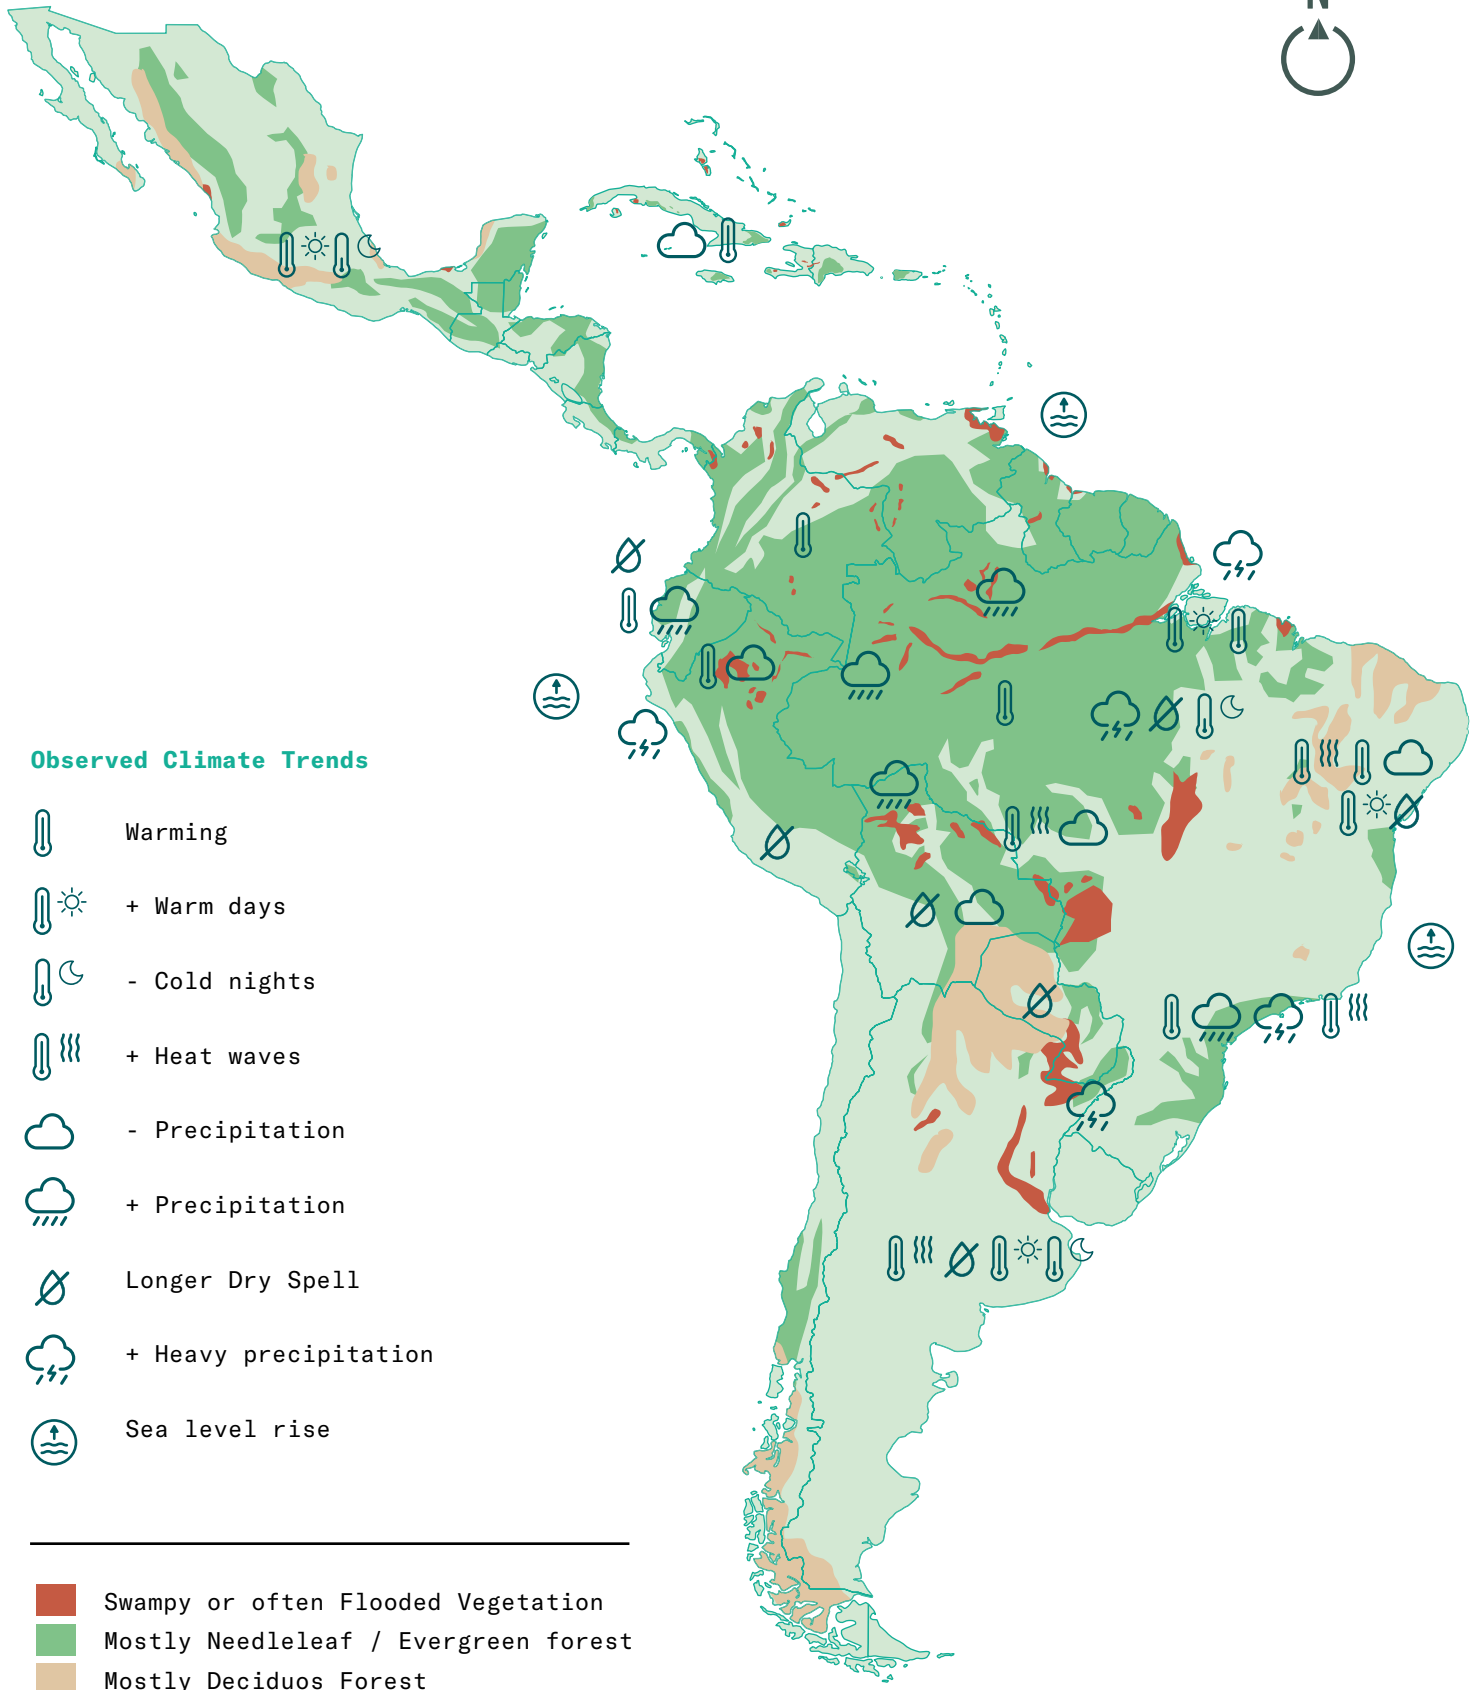 N
Observed Climate Trends
Warming
+ Warm days
- Cold nights
+ Heat waves
- Precipitation
+ Precipitation
Longer Dry Spell
+ Heavy precipitation
Sea level rise
Swampy or often Flooded Vegetation
Mostly Needleleaf / Evergreen forest
Mostly Deciduos Forest